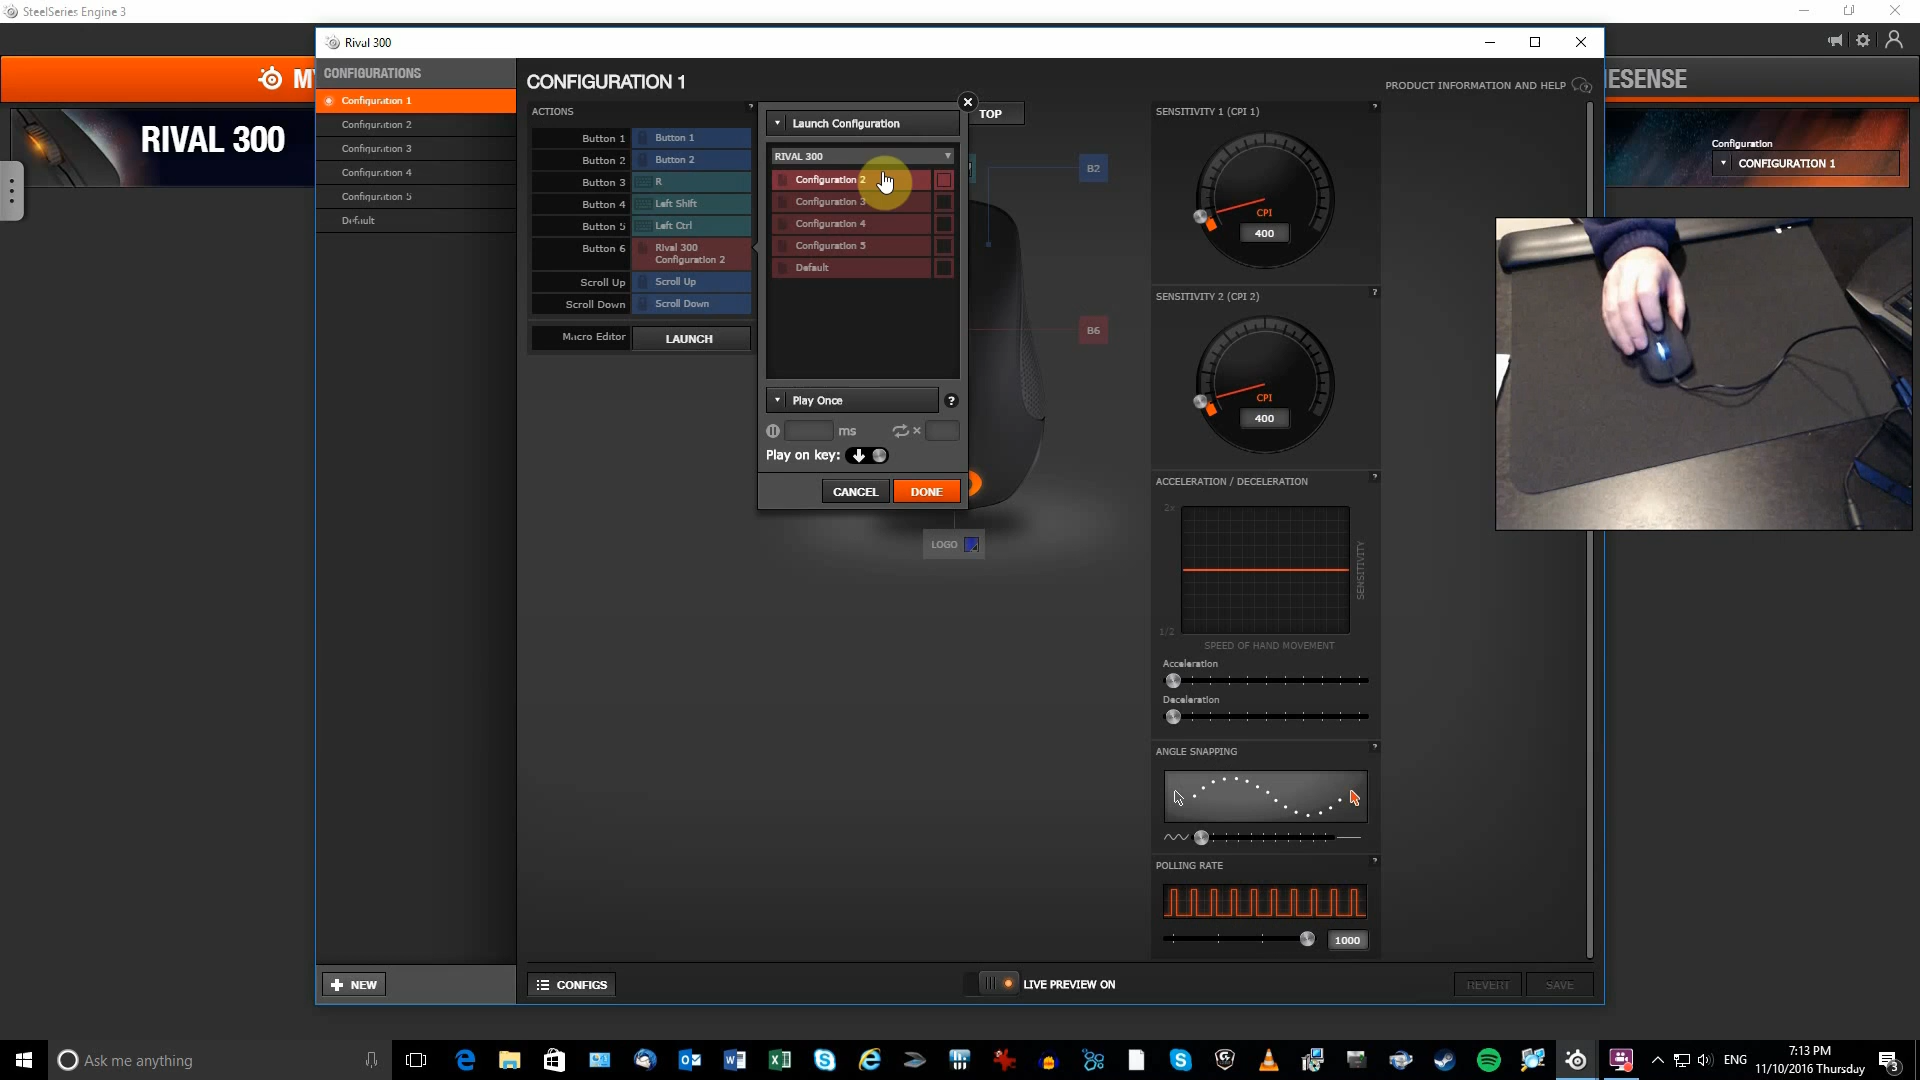 SteelSeries Engine 3
Rival 300
CONFIGURATIONS
Configuration 1
Configuration 2
Configuration 3
Configuration 4
Configuration 5
Default
RIVAL 300
CONFIGURATION 1
PRODUCT INFORMATION AND HELP
ESENSE
Configuration
CONFIGURATION 1
ACTIONS
?
Button 1 Button 1
Button 2 Button 2
Button 3 R
Button 4 Left Shift
Button 5 Left Ctrl
Button 6 Rival 300
Configuration 2
Scroll Up Scroll Up
Scroll Down Scroll Down
Macro Editor LAUNCH
Launch Configuration
RIVAL 300
Configuration 2
Configuration 3
Configuration 4
Configuration 5
Default
Play Once ?
ms ×
Play on key:
CANCEL DONE
TOP
B2
B6
LOGO
SENSITIVITY 1 (CPI 1) ?
CPI
400
SENSITIVITY 2 (CPI 2) ?
CPI
400
ACCELERATION / DECELERATION ?
2x
1/2
SENSITIVITY
SPEED OF HAND MOVEMENT
Acceleration
Deceleration
ANGLE SNAPPING ?
POLLING RATE ?
1000
+ NEW
CONFIGS
LIVE PREVIEW ON
REVERT
SAVE
Ask me anything
ENG
7:13 PM
11/10/2016 Thursday
3